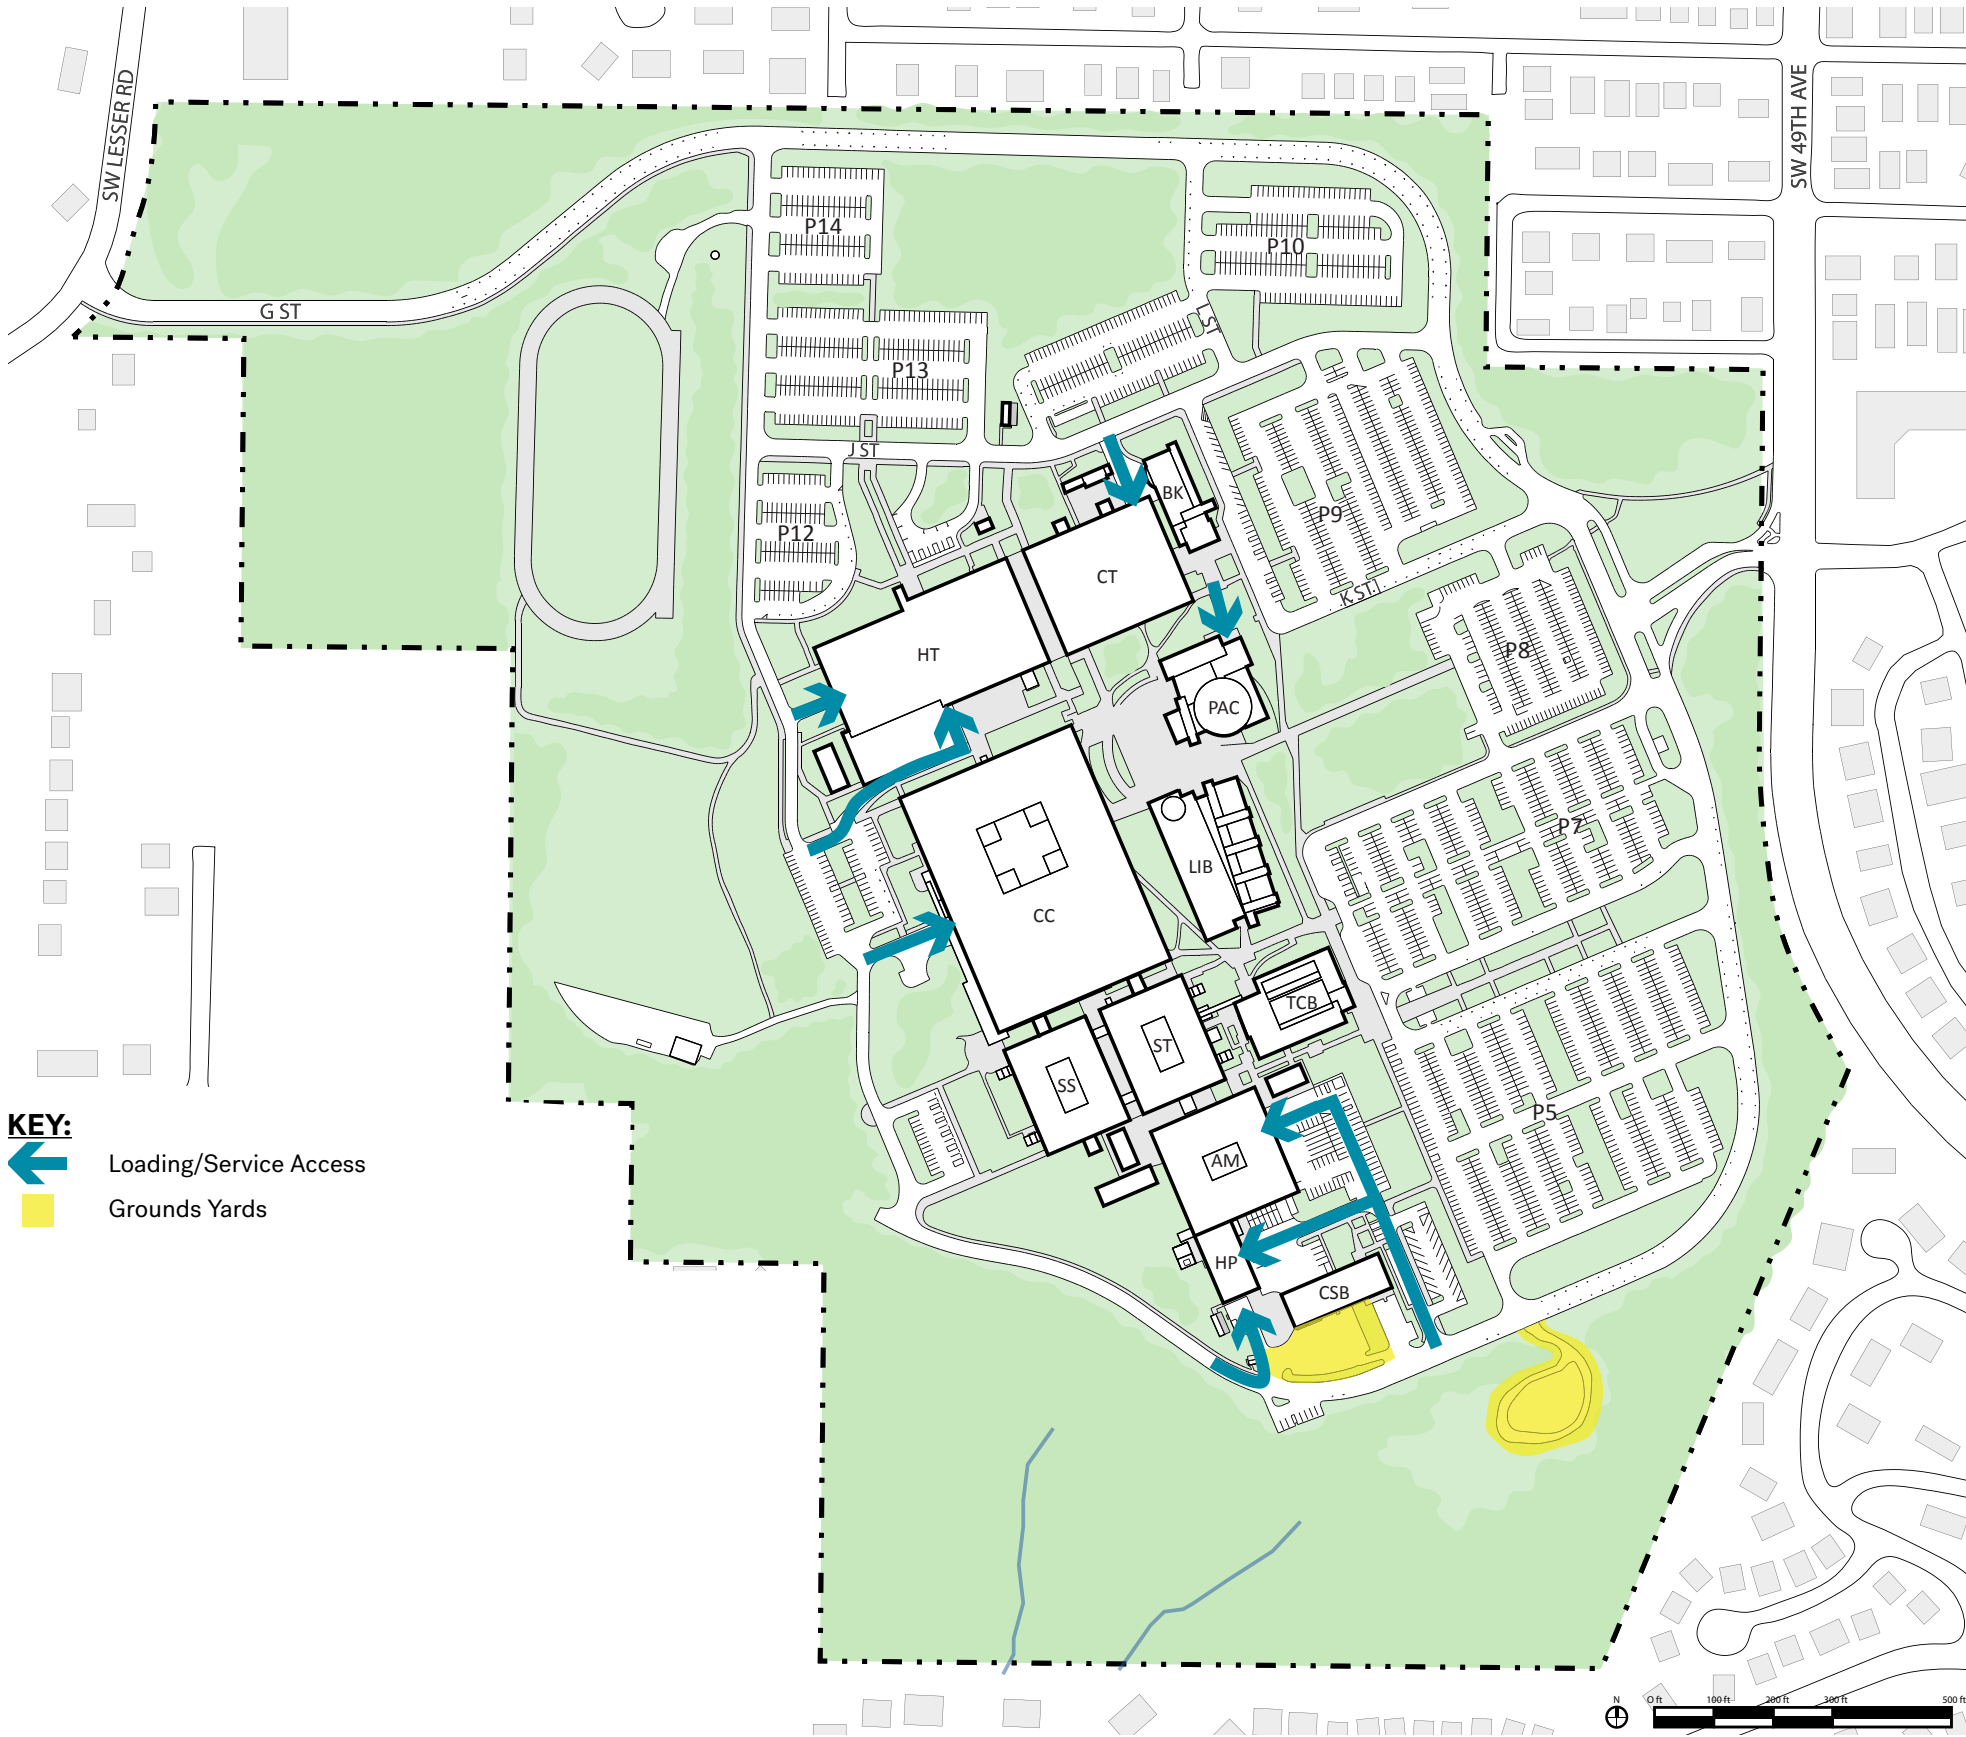 SW LESSER RD
SW 49TH AVE
P14
P10
G ST
L ST
P13
J ST
BK
P9
P12
CT
K ST
HT
P8
PAC
P7
LIB
CC
TCB
ST
SS
P5
AM
HP
CSB
KEY:
Loading/Service Access
Grounds Yards
N
0 ft
100 ft
200 ft
300 ft
500 ft